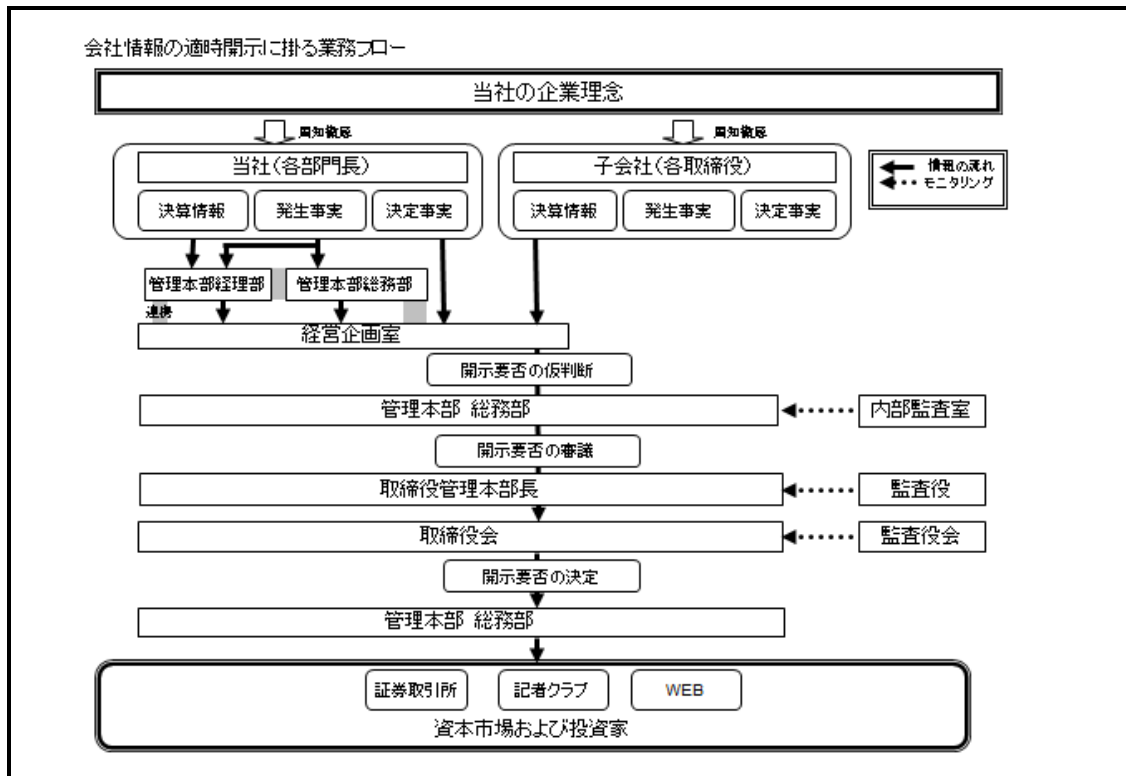 会社情報の適時開示に掛る業務フロー
当社の企業理念
周知徹底
周知徹底
当社(各部門長)
子会社(各取締役)
情報の流れ
モニタリング
決算情報
発生事実
決定事実
決算情報
発生事実
決定事実
管理本部経理部
管理本部総務部
連携
経営企画室
開示要否の仮判断
管理本部 総務部
内部監査室
開示要否の審議
取締役管理本部長
監査役
取締役会
監査役会
開示要否の決定
管理本部 総務部
証券取引所
記者クラブ
WEB
資本市場および投資家